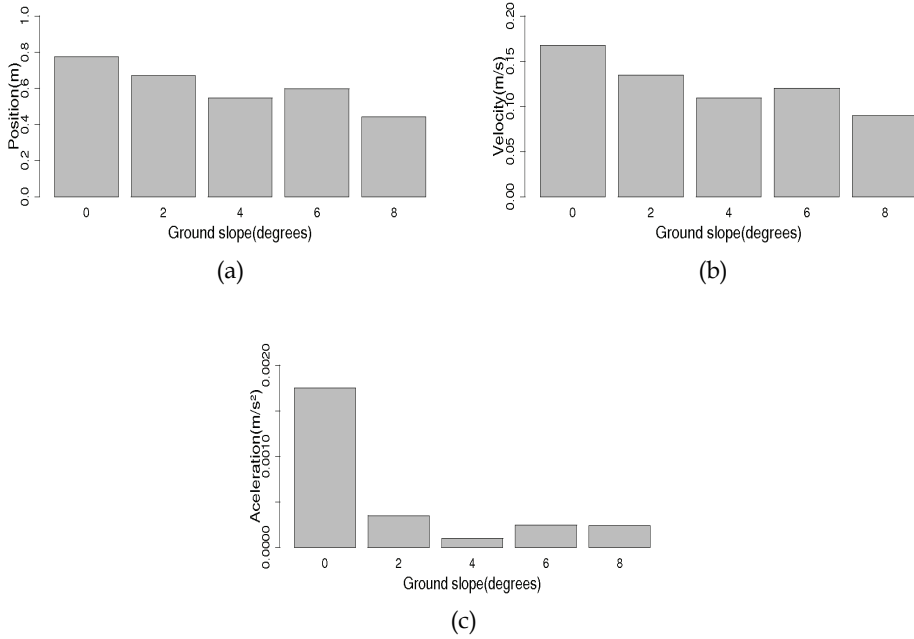 Position(m)
0.0 0.2 0.4 0.6 0.8 1.0
0 2 4 6 8
Ground slope(degrees)
(a)
Velocity(m/s)
0.00 0.05 0.10 0.15 0.20
0 2 4 6 8
Ground slope(degrees)
(b)
Aceleration(m/s²)
0.0000 0.0010 0.0020
0 2 4 6 8
Ground slope(degrees)
(c)